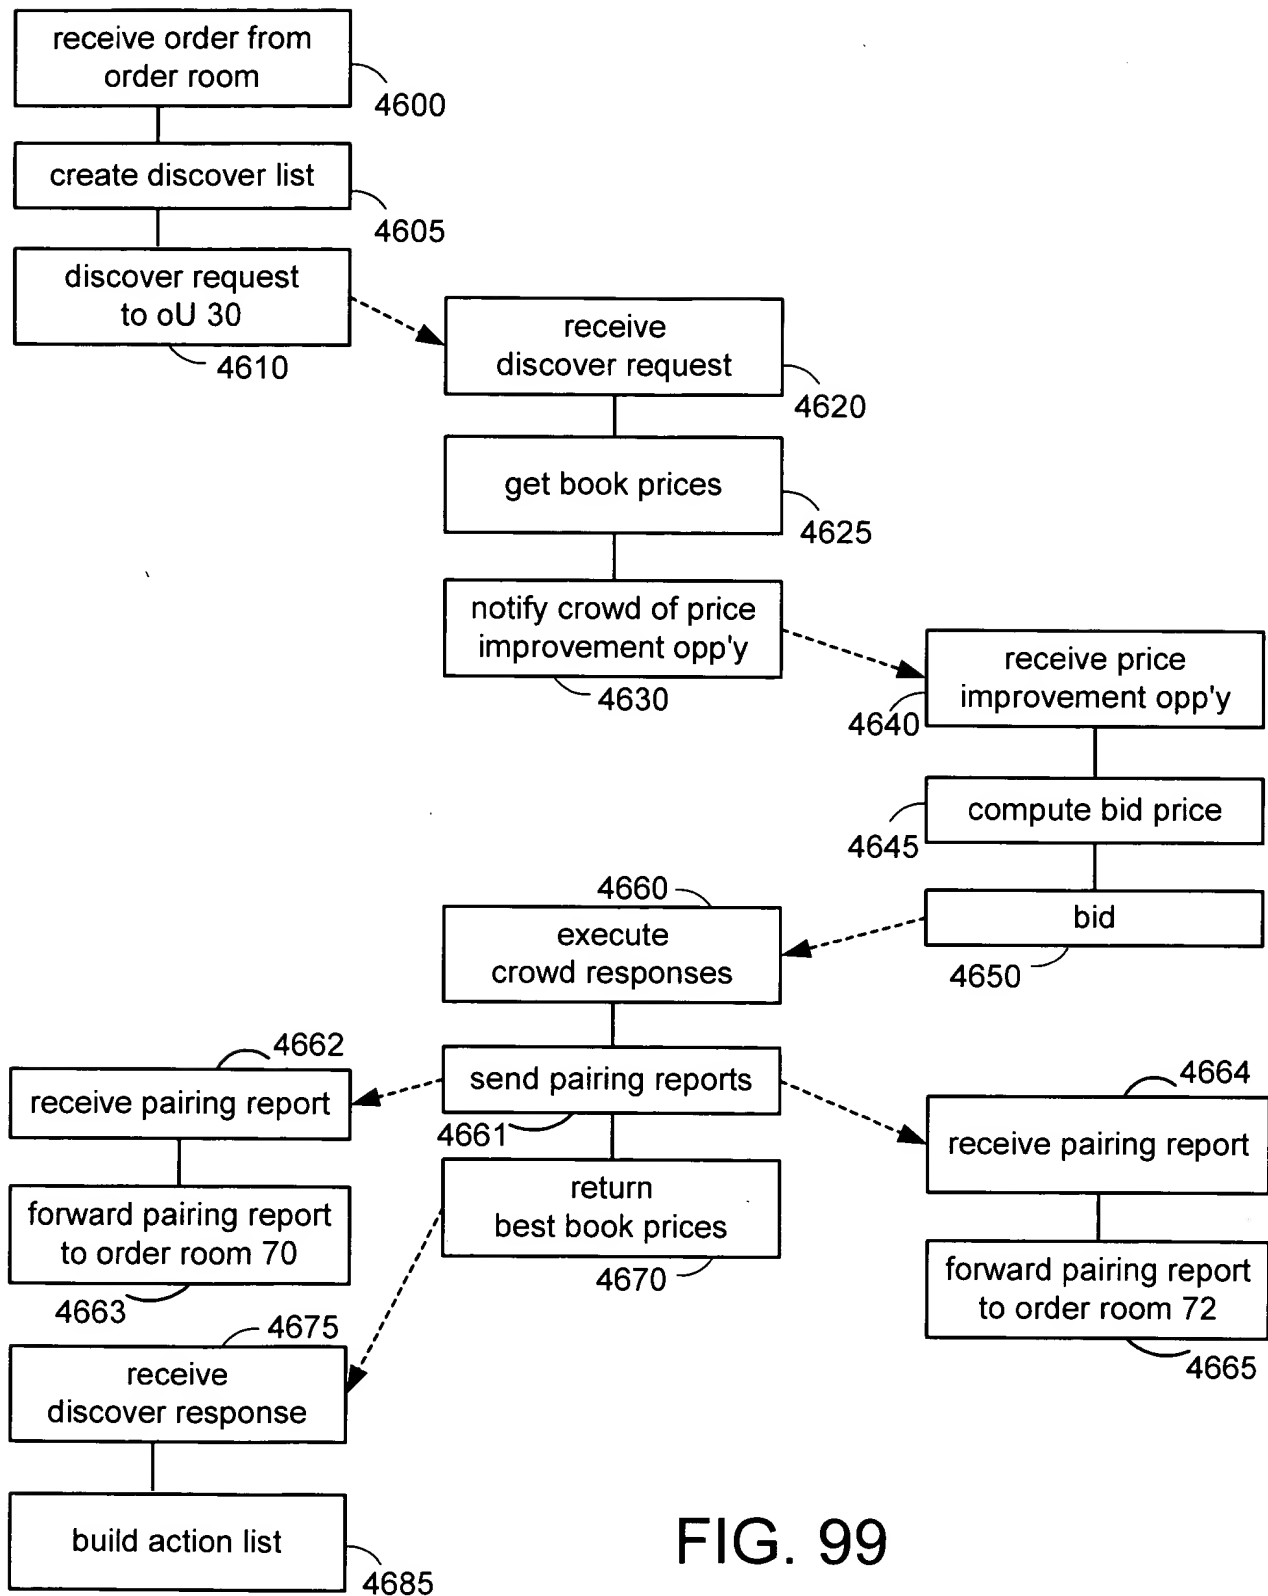 receive order from
order room
4600
create discover list
4605
discover request
to oU 30
4610
receive
discover request
4620
get book prices
4625
notify crowd of price
improvement opp'y
4630
receive price
improvement opp'y
4640
compute bid price
4645
bid
4650
4660
execute
crowd responses
send pairing reports
4661
4662
receive pairing report
forward pairing report
to order room 70
4663
4664
receive pairing report
forward pairing report
to order room 72
4665
return
best book prices
4670
4675
receive
discover response
build action list
4685
FIG. 99